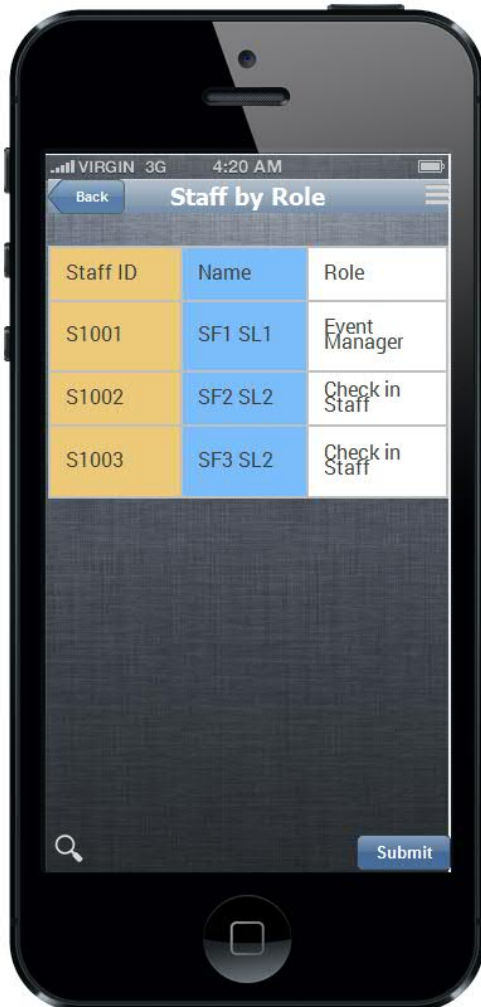 VIRGIN 3G 4:20 AM
Back Staff by Role
Staff ID Name Role
S1001 SF1 SL1 Event
Manager
S1002 SF2 SL2 Check in
Staff
S1003 SF3 SL2 Check in
Staff
Submit